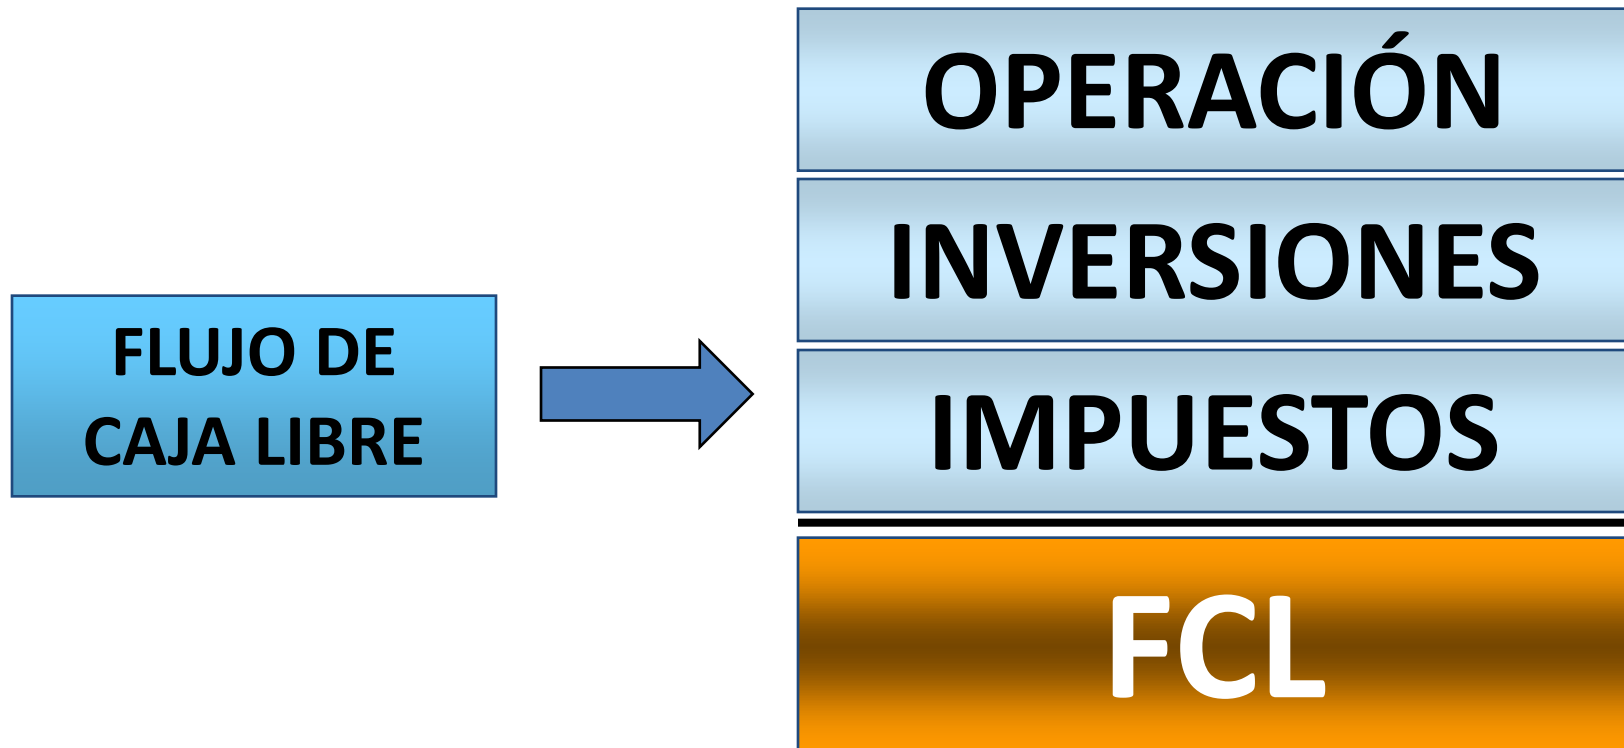 FLUJO DE
CAJA LIBRE
OPERACIÓN
INVERSIONES
IMPUESTOS
FCL